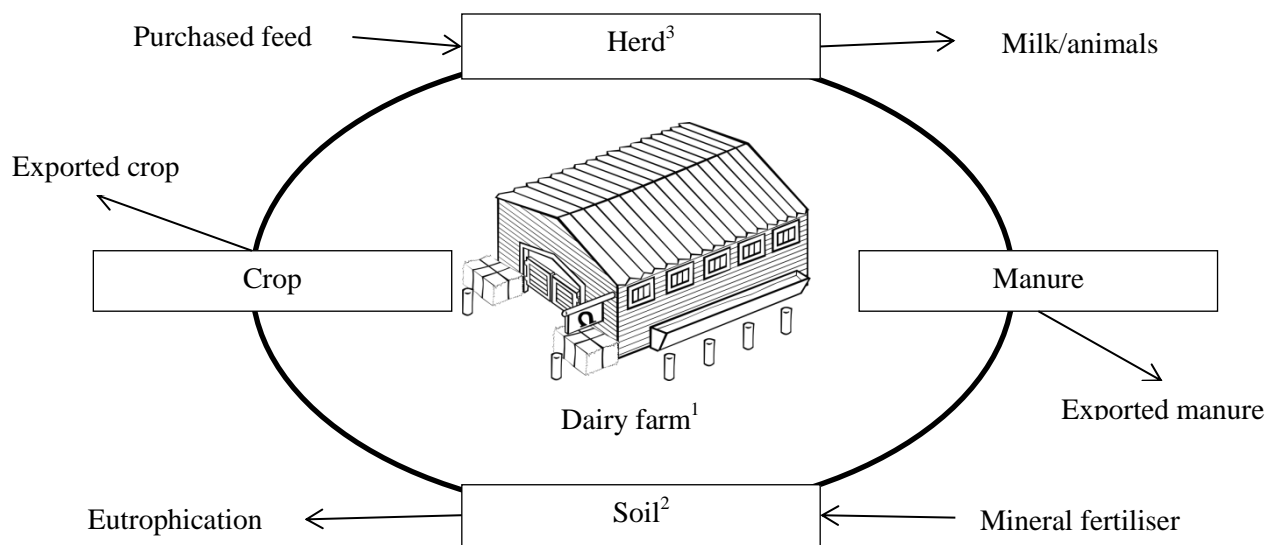 Purchased feed
Herd³
Milk/animals
Exported crop
Crop
Manure
Dairy farm¹
Exported manure
Eutrophication
Soil²
Mineral fertiliser